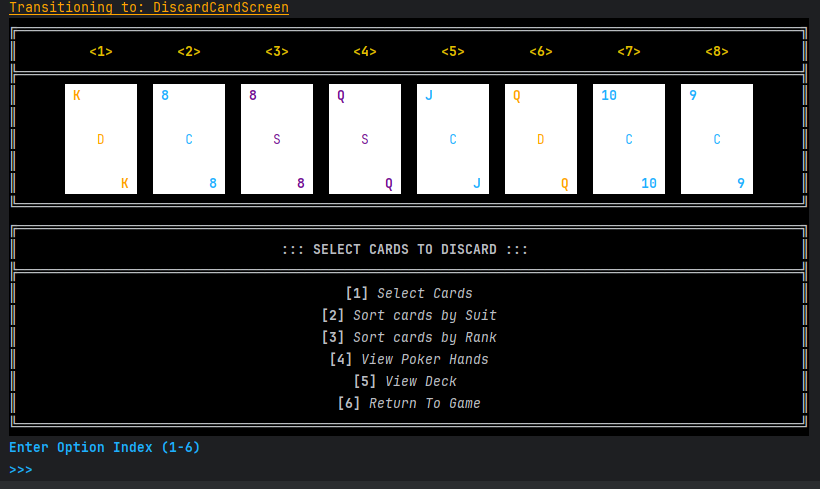 Transitioning to: DiscardCardScreen
<1> <2> <3> <4> <5> <6> <7> <8>
K 8 8 Q J Q 10 9
D C S S C D C C
K 8 8 Q J Q 10 9
::: SELECT CARDS TO DISCARD :::
[1] Select Cards
[2] Sort cards by Suit
[3] Sort cards by Rank
[4] View Poker Hands
[5] View Deck
[6] Return To Game
Enter Option Index (1-6)
>>>